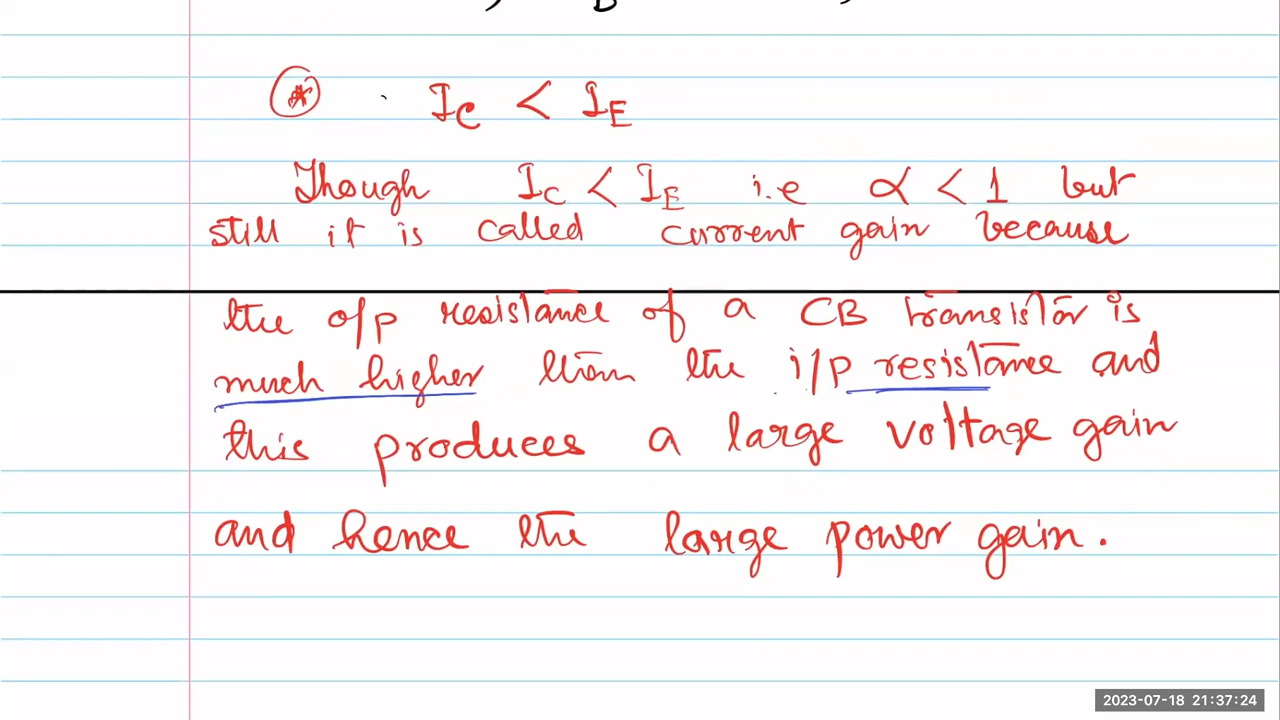 I_C < I_E
Though I_C < I_E i.e α < 1 but
still it is called current gain because
the o/p resistance of a CB transistor is
much higher than the i/p resistance and
this produces a large voltage gain
and hence the large power gain.
2023-07-18 21:37:24